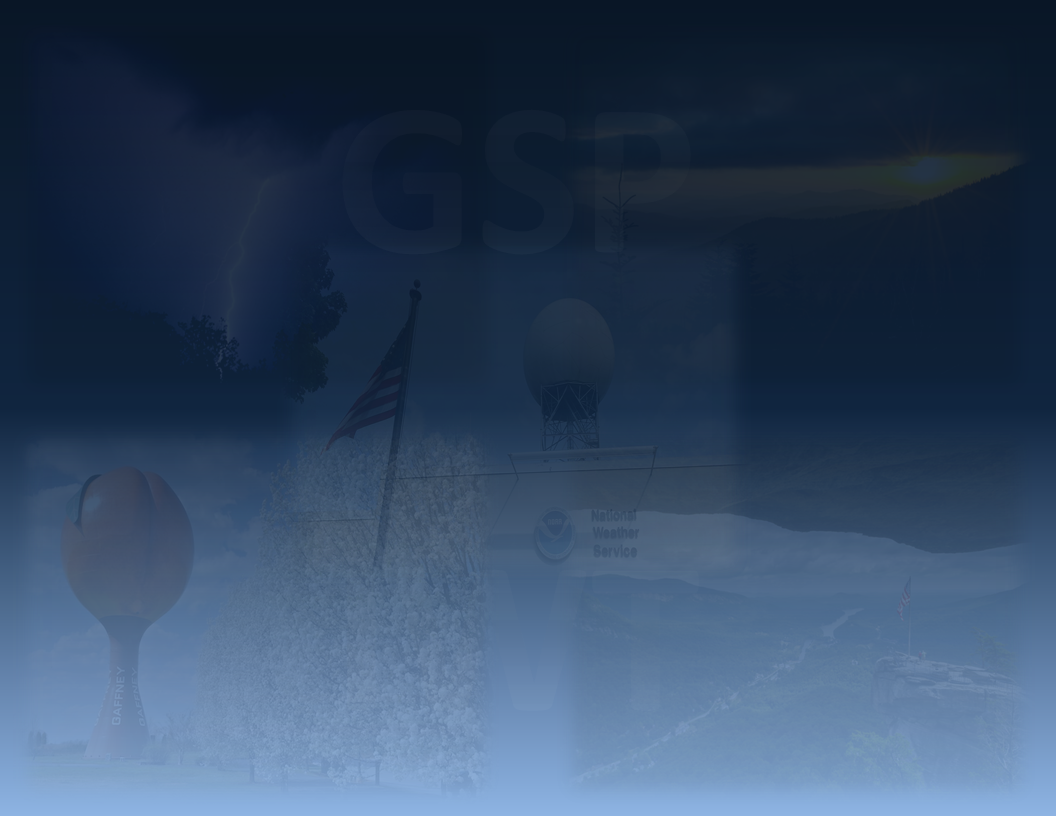 GSP
National
Weather
Service
GAFFNEY